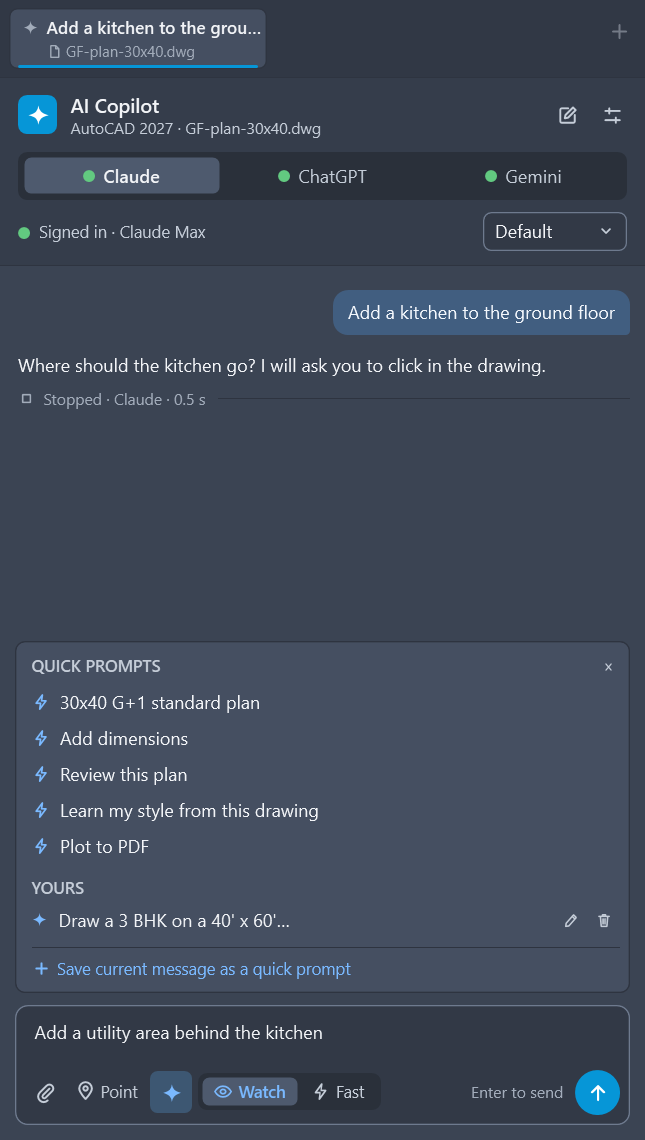 Add a kitchen to the grou...
GF-plan-30x40.dwg
AI Copilot
AutoCAD 2027 · GF-plan-30x40.dwg
Claude
ChatGPT
Gemini
Signed in · Claude Max
Default
Add a kitchen to the ground floor
Where should the kitchen go? I will ask you to click in the drawing.
Stopped · Claude · 0.5 s
QUICK PROMPTS
30x40 G+1 standard plan
Add dimensions
Review this plan
Learn my style from this drawing
Plot to PDF
YOURS
Draw a 3 BHK on a 40' x 60'...
Save current message as a quick prompt
Add a utility area behind the kitchen
Point
Watch
Fast
Enter to send